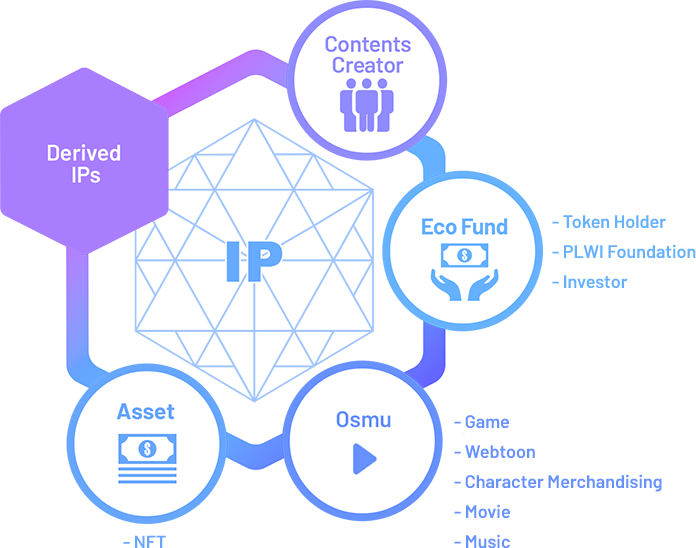 Contents
Creator
Derived
IPs
Eco Fund
- Token Holder
- PLWI Foundation
- Investor
IP
Asset
- NFT
Osmu
- Game
- Webtoon
- Character Merchandising
- Movie
- Music